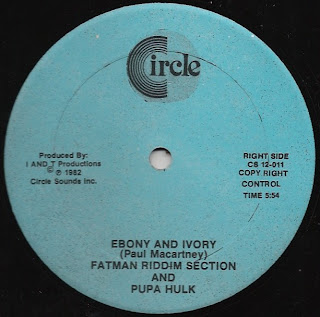 Circle
Produced By:
I AND T Productions
© ℗ 1982
Circle Sounds Inc.
RIGHT SIDE
CS 12-011
COPY RIGHT
CONTROL
TIME 5:54
EBONY AND IVORY
(Paul Macartney)
FATMAN RIDDIM SECTION
AND
PUPA HULK